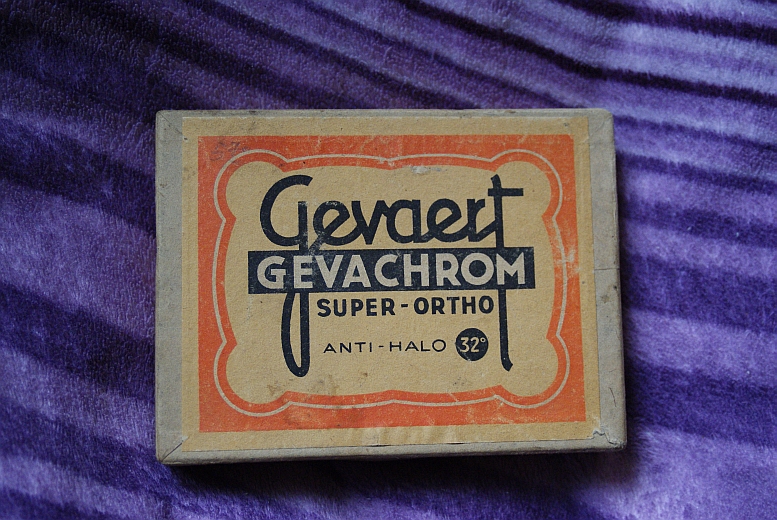 Gevaert
GEVACHROM
SUPER-ORTHO
ANTI-HALO 32°